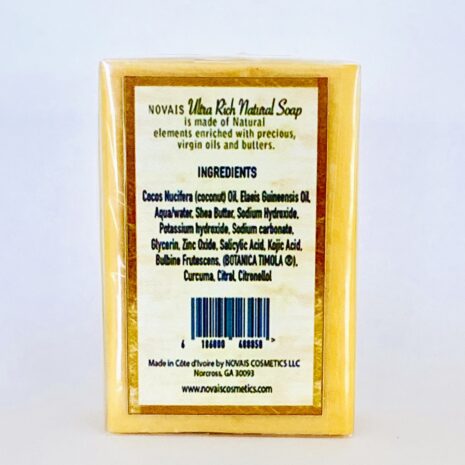 NOVAIS Ultra Rich Natural Soap
is made of Natural
elements enriched with precious,
virgin oils and butters.
INGREDIENTS
Cocos Nucifera (coconut) Oil, Elaeis Guineensis Oil,
Aqua/water, Shea Butter, Sodium Hydroxide,
Potassium hydroxide, Sodium carbonate,
Glycerin, Zinc Oxide, Salicylic Acid, Kojic Acid,
Bulbine Frutescens, (BOTANICA TIMOLA ®),
Curcuma, Citral, Citronellol
6 186000 688858 >
Made in Côte d'Ivoire by NOVAIS COSMETICS LLC
Norcross, GA 30093
www.novaiscosmetics.com